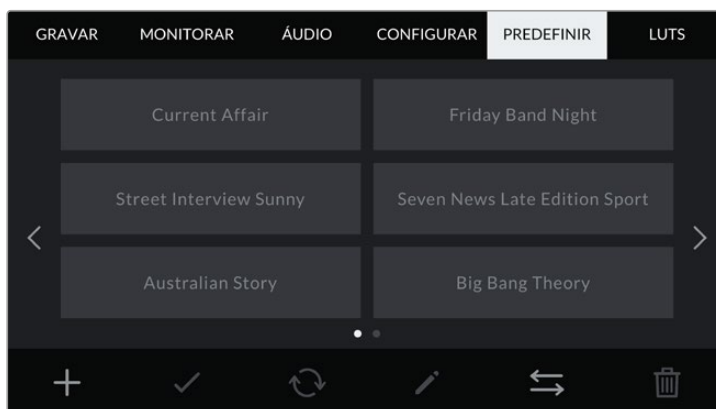 GRAVAR MONITORAR ÁUDIO CONFIGURAR PREDEFINIR LUTS
Current Affair Friday Band Night
Street Interview Sunny Seven News Late Edition Sport
Australian Story Big Bang Theory